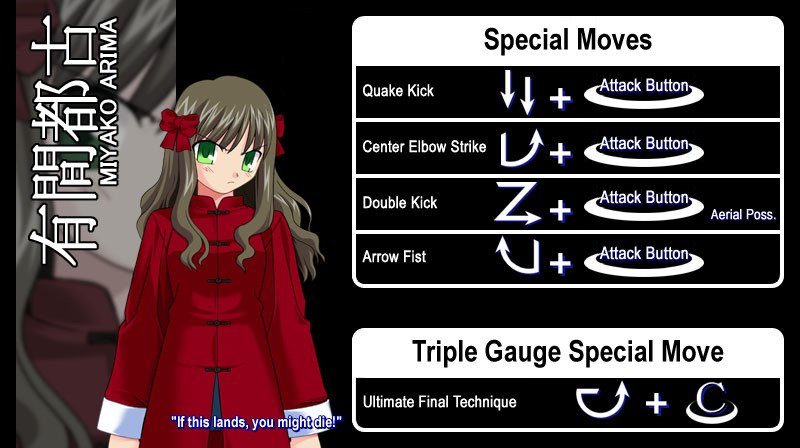 有間都古
MIYAKO ARIMA
"If this lands, you might die!"
Special Moves
Quake Kick + Attack Button
Center Elbow Strike + Attack Button
Double Kick + Attack Button Aerial Poss.
Arrow Fist + Attack Button
Triple Gauge Special Move
Ultimate Final Technique + C